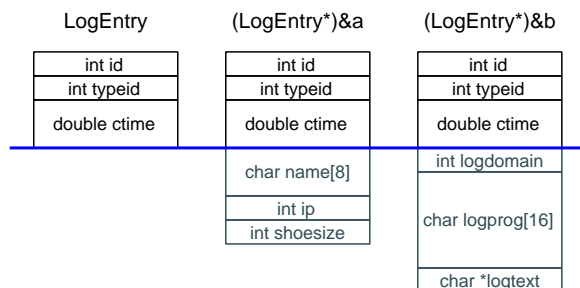 LogEntry (LogEntry*)&a (LogEntry*)&b
int id int id int id
int typeid int typeid int typeid
double ctime double ctime double ctime
char name[8] int logdomain
int ip char logprog[16]
int shoesize
char *logtext